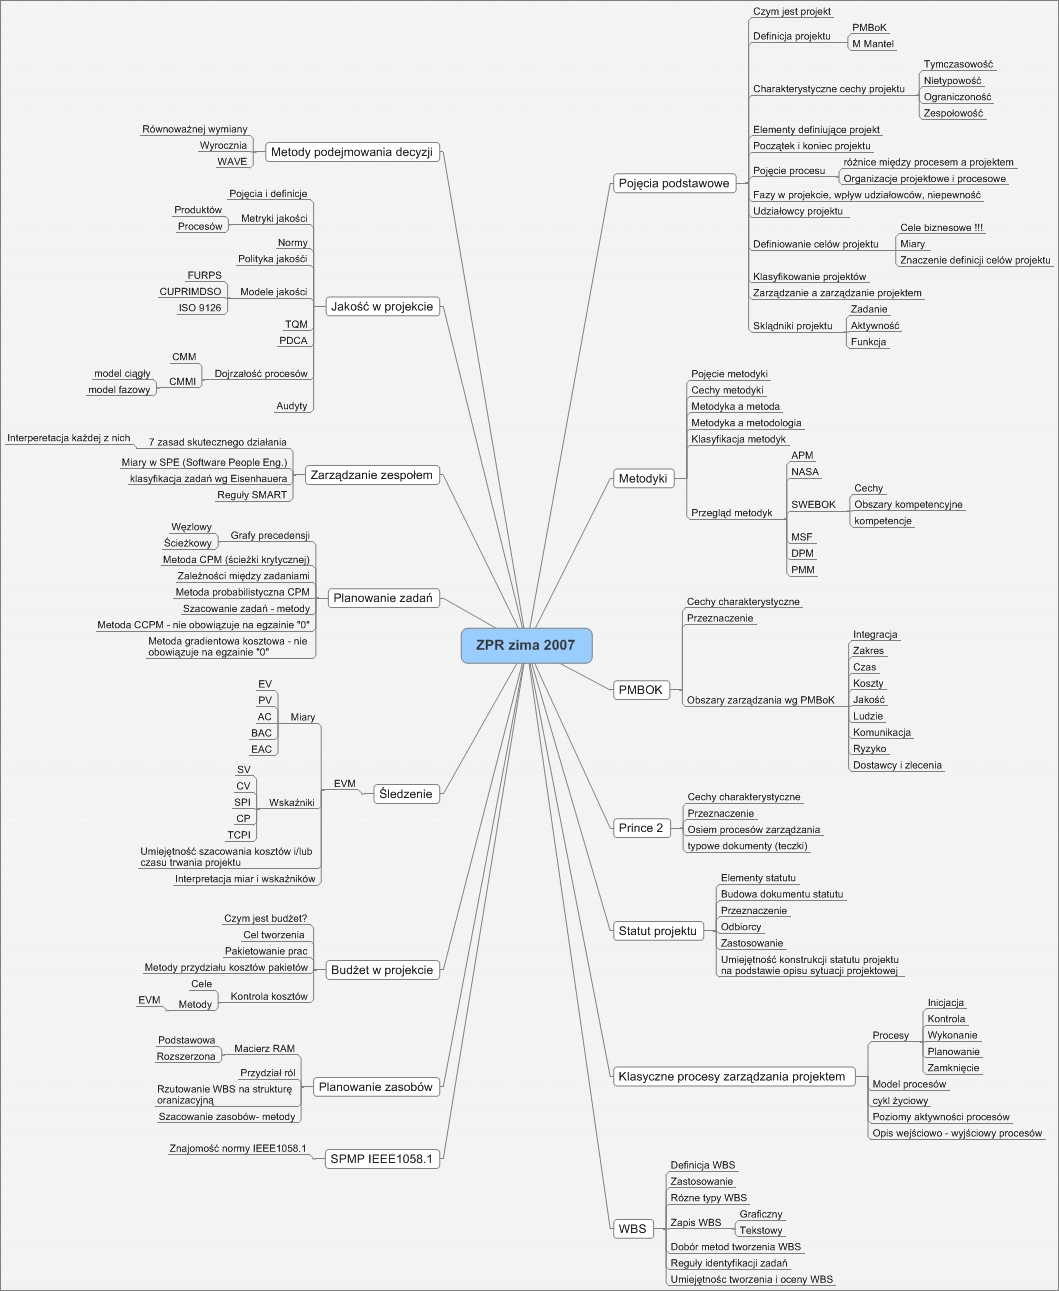 ZPR zima 2007
Pojęcia podstawowe
Czym jest projekt
Definicja projektu
PMBoK
M Mantel
Charakterystyczne cechy projektu
Tymczasowość
Nietypowość
Ograniczoność
Zespołowość
Elementy definiujące projekt
Początek i koniec projektu
Pojęcie procesu
różnice między procesem a projektem
Organizacje projektowe i procesowe
Fazy w projekcie, wpływ udziałowców, niepewność
Udziałowcy projektu
Definiowanie celów projektu
Cele biznesowe !!!
Miary
Znaczenie definicji celów projektu
Klasyfikowanie projektów
Zarządzanie a zarządzanie projektem
Sklądniki projektu
Zadanie
Aktywność
Funkcja
Metodyki
Pojęcie metodyki
Cechy metodyki
Metodyka a metoda
Metodyka a metodologia
Klasyfikacja metodyk
Przegląd metodyk
APM
NASA
SWEBOK
Cechy
Obszary kompetencyjne
kompetencje
MSF
DPM
PMM
PMBOK
Cechy charakterystyczne
Przeznaczenie
Obszary zarządzania wg PMBoK
Integracja
Zakres
Czas
Koszty
Jakość
Ludzie
Komunikacja
Ryzyko
Dostawcy i zlecenia
Prince 2
Cechy charakterystyczne
Przeznaczenie
Osiem procesów zarządzania
typowe dokumenty (teczki)
Statut projektu
Elementy statutu
Budowa dokumentu statutu
Przeznaczenie
Odbiorcy
Zastosowanie
Umiejętność konstrukcji statutu projektu
na podstawie opisu sytuacji projektowej
Klasyczne procesy zarządzania projektem
Procesy
Inicjacja
Kontrola
Wykonanie
Planowanie
Zamknięcie
Model procesów
cykl życiowy
Poziomy aktywności procesów
Opis wejściowo - wyjściowy procesów
WBS
Definicja WBS
Zastosowanie
Rózne typy WBS
Zapis WBS
Graficzny
Tekstowy
Dobór metod tworzenia WBS
Reguły identyfikacji zadań
Umiejętnośc tworzenia i oceny WBS
Metody podejmowania decyzji
Równoważnej wymiany
Wyrocznia
WAVE
Jakość w projekcie
Pojęcia i definicje
Metryki jakości
Produktów
Procesów
Normy
Polityka jakośći
Modele jakości
FURPS
CUPRIMDSO
ISO 9126
TQM
PDCA
Dojrzałość procesów
CMM
CMMI
model ciągły
model fazowy
Audyty
Zarządzanie zespołem
7 zasad skutecznego działania
Interperetacja każdej z nich
Miary w SPE (Software People Eng.)
klasyfikacja zadań wg Eisenhauera
Reguły SMART
Planowanie zadań
Grafy precedensji
Węzlowy
Ścieżkowy
Metoda CPM (ścieżki krytycznej)
Zależności między zadaniami
Metoda probabilistyczna CPM
Szacowanie zadań - metody
Metoda CCPM - nie obowiązuje na egzainie "0"
Metoda gradientowa kosztowa - nie
obowiązuje na egzainie "0"
Śledzenie
EVM
Miary
EV
PV
AC
BAC
EAC
Wskaźniki
SV
CV
SPI
CP
TCPI
Umiejętność szacowania kosztów i/lub
czasu trwania projektu
Interpretacja miar i wskaźników
Budżet w projekcie
Czym jest budżet?
Cel tworzenia
Pakietowanie prac
Metody przydziału kosztów pakietów
Kontrola kosztów
Cele
Metody
EVM
Planowanie zasobów
Macierz RAM
Podstawowa
Rozszerzona
Przydział ról
Rzutowanie WBS na strukturę
oranizacyjną
Szacowanie zasobów- metody
SPMP IEEE1058.1
Znajomość normy IEEE1058.1